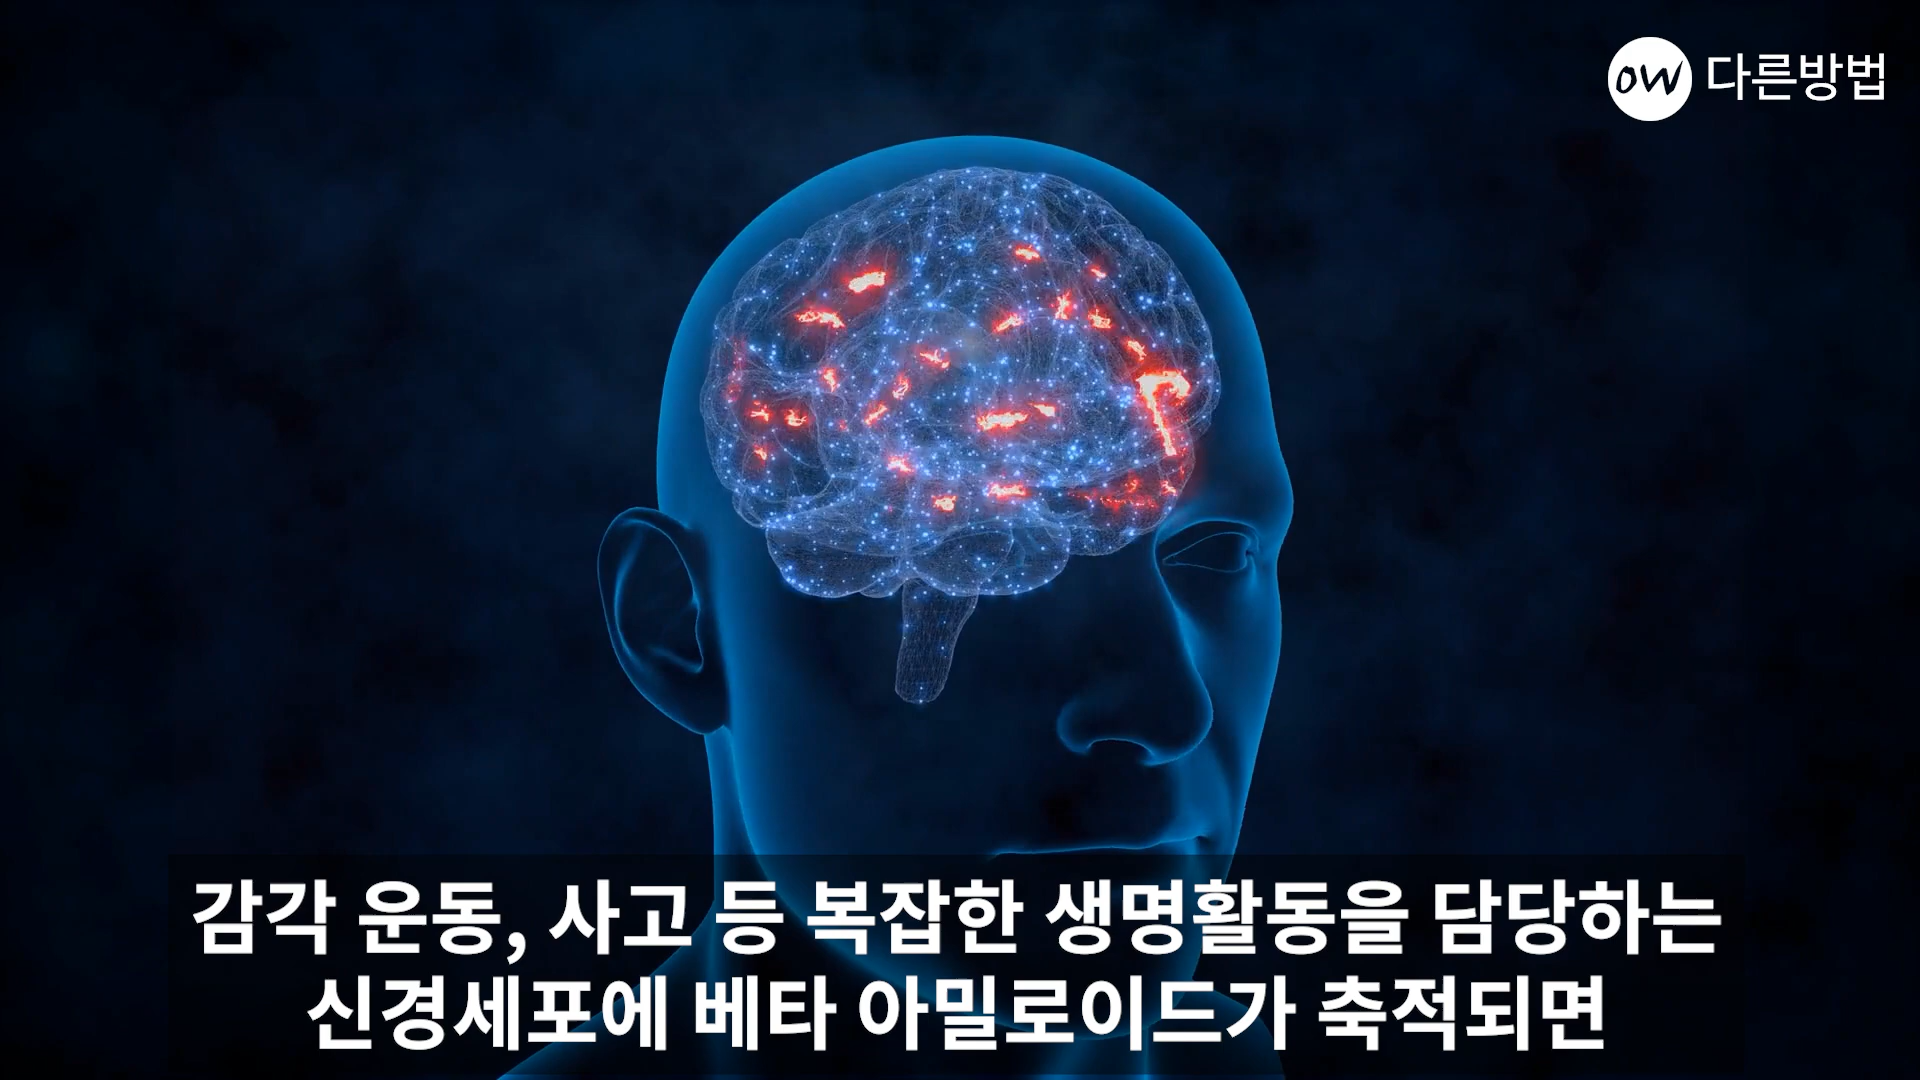 ow 다른방법
감각 운동, 사고 등 복잡한 생명활동을 담당하는
신경세포에 베타 아밀로이드가 축적되면